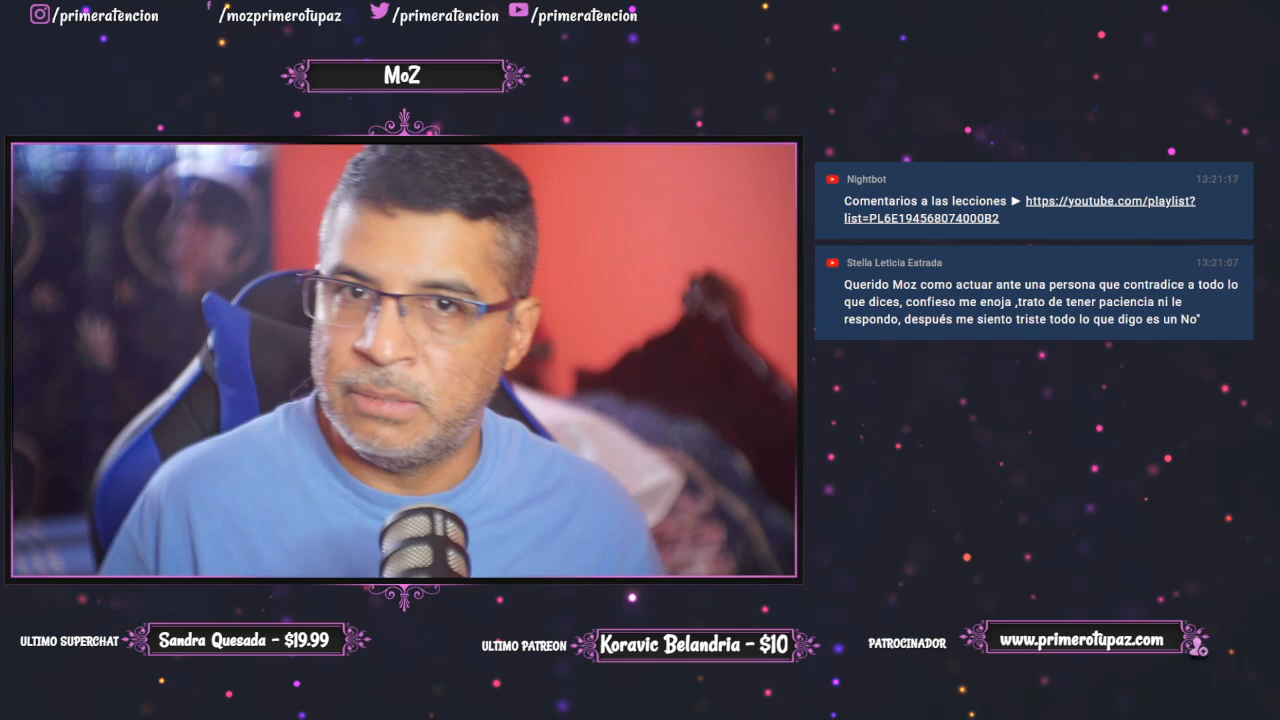 /primeratencion
/mozprimerotupaz
/primeratencion
/primeratencion
MoZ
Nightbot
13:21:17
Comentarios a las lecciones ► https://youtube.com/playlist?
list=PL6E194568074000B2
Stella Leticia Estrada
13:21:07
Querido Moz como actuar ante una persona que contradice a todo lo
que dices, confieso me enoja ,trato de tener paciencia ni le
respondo, después me siento triste todo lo que digo es un No"
ULTIMO SUPERCHAT
Sandra Quesada - $19.99
ULTIMO PATREON
Koravic Belandria - $10
PATROCINADOR
www.primerotupaz.com